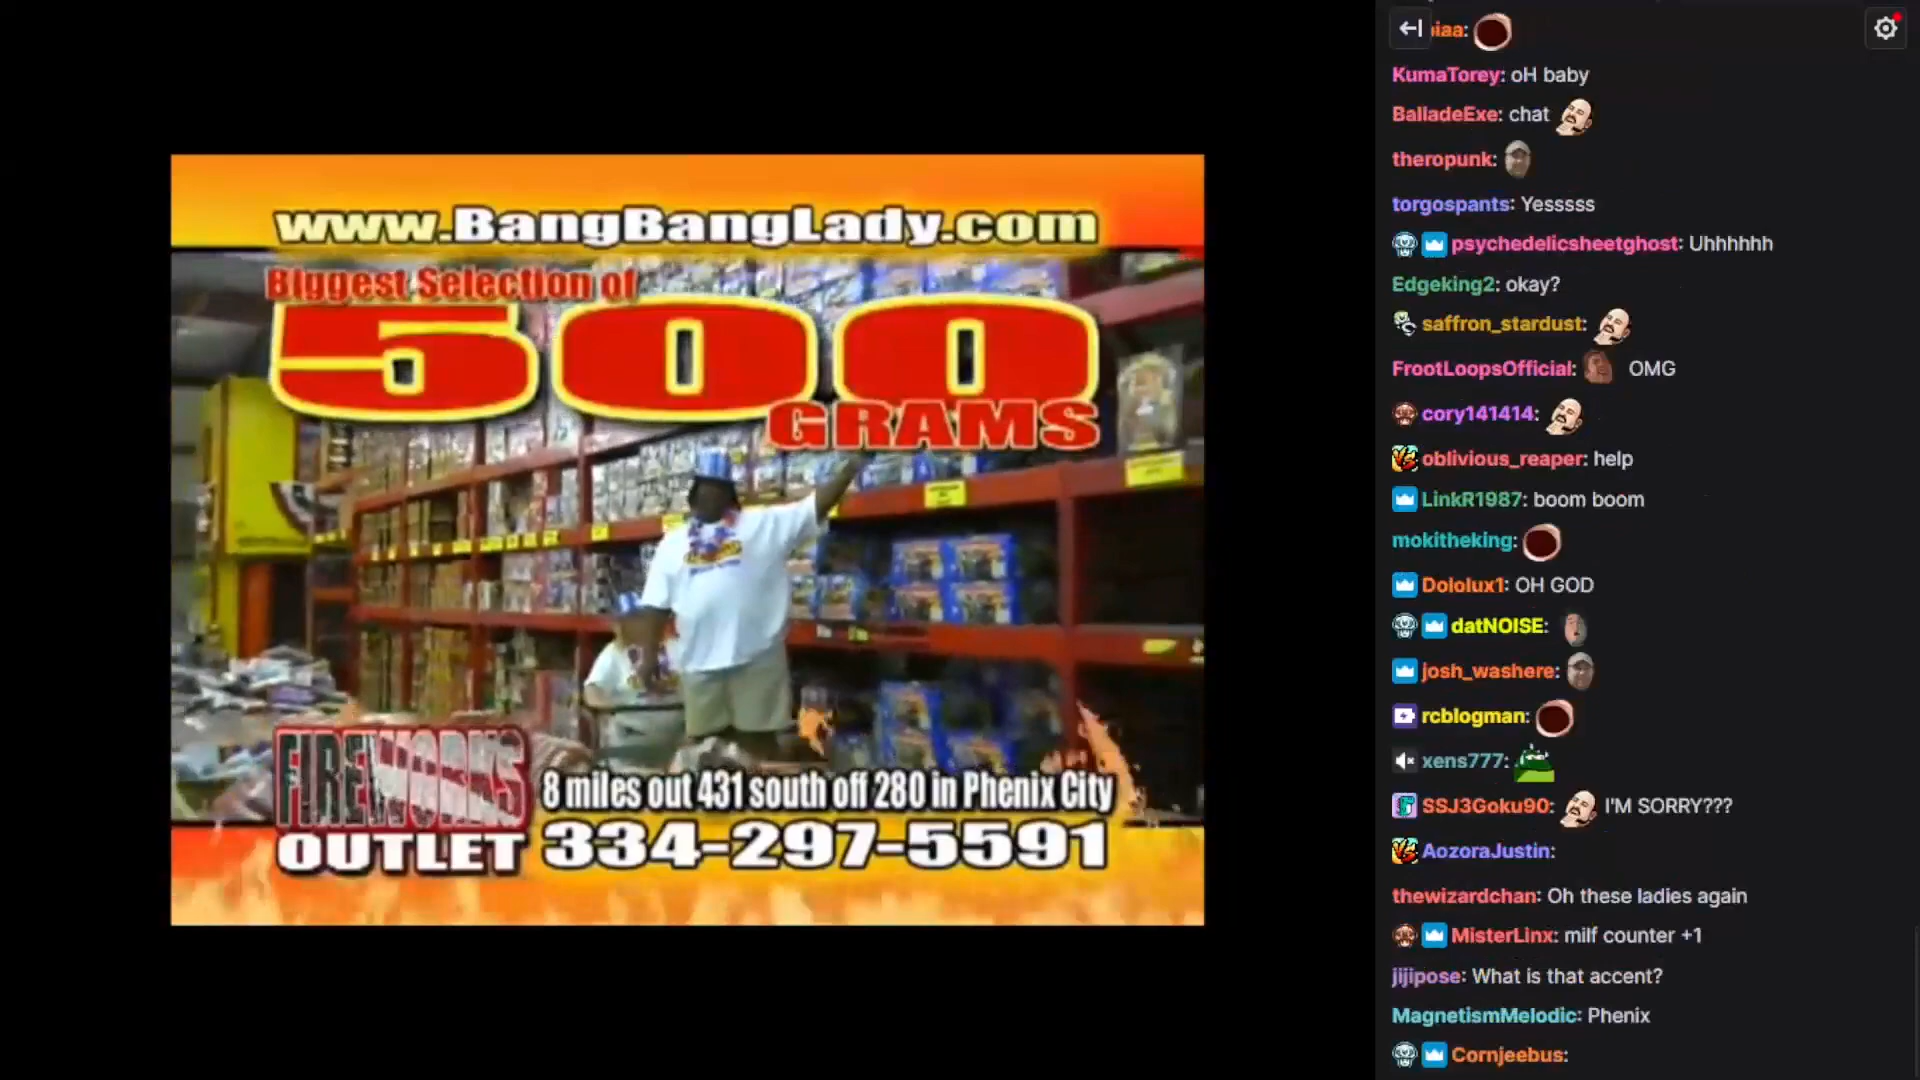 www.BangBangLady.com
Biggest Selection of
500
GRAMS
FIREWORKS
OUTLET
8 miles out 431 south off 280 in Phenix City
334-297-5591
iaa:
KumaTorey: oH baby
BalladeExe: chat
theropunk:
torgospants: Yesssss
psychedelicsheetghost: Uhhhhhh
Edgeking2: okay?
saffron_stardust:
FrootLoopsOfficial: OMG
cory141414:
oblivious_reaper: help
LinkR1987: boom boom
mokitheking:
Dololux1: OH GOD
datNOISE:
josh_washere:
rcblogman:
xens777:
SSJ3Goku90: I'M SORRY???
AozoraJustin:
thewizardchan: Oh these ladies again
MisterLinx: milf counter +1
jijipose: What is that accent?
MagnetismMelodic: Phenix
Cornjeebus: